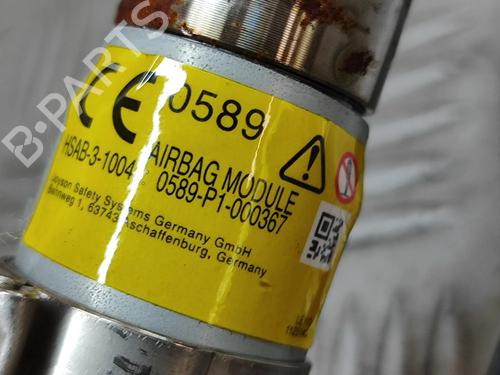 CE 0589
AIRBAG MODULE
HSAB-3-1004
0589-P1-000367
Joyson Safety Systems Germany GmbH
Bahnweg 1, 63743 Aschaffenburg, Germany
B-PARTS